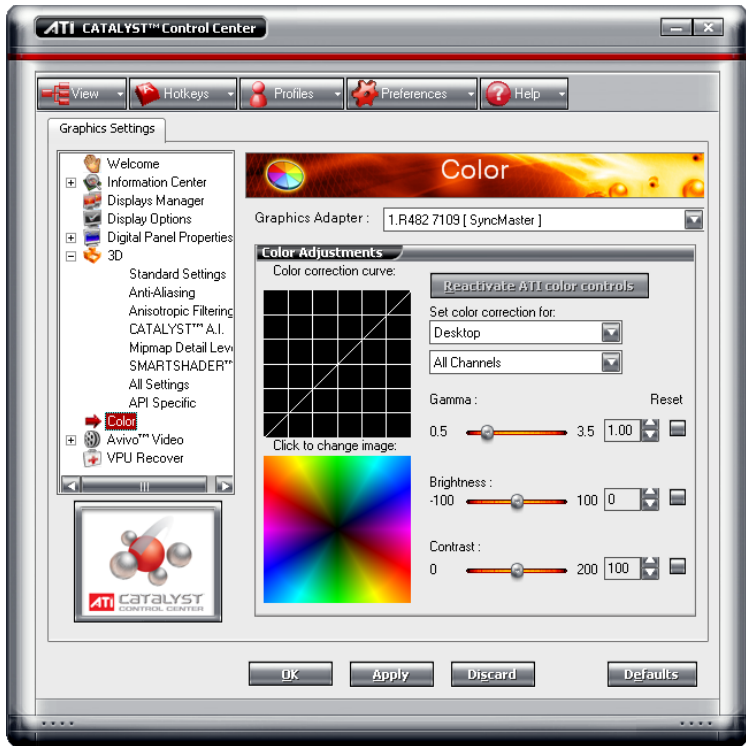 ATI CATALYST™ Control Center
View Hotkeys Profiles Preferences Help
Graphics Settings
Welcome
Information Center
Displays Manager
Display Options
Digital Panel Properties
3D
Standard Settings
Anti-Aliasing
Anisotropic Filtering
CATALYST™ A.I.
Mipmap Detail Leve
SMARTSHADER™
All Settings
API Specific
Color
Avivo™ Video
VPU Recover
ATI CATALYST
CONTROL CENTER
Color
Graphics Adapter : 1.R482 7109 [ SyncMaster ]
Color Adjustments
Color correction curve:
Click to change image:
Reactivate ATI color controls
Set color correction for:
Desktop
All Channels
Gamma : Reset
0.5 3.5 1.00
Brightness :
-100 100 0
Contrast :
0 200 100
OK Apply Discard Defaults